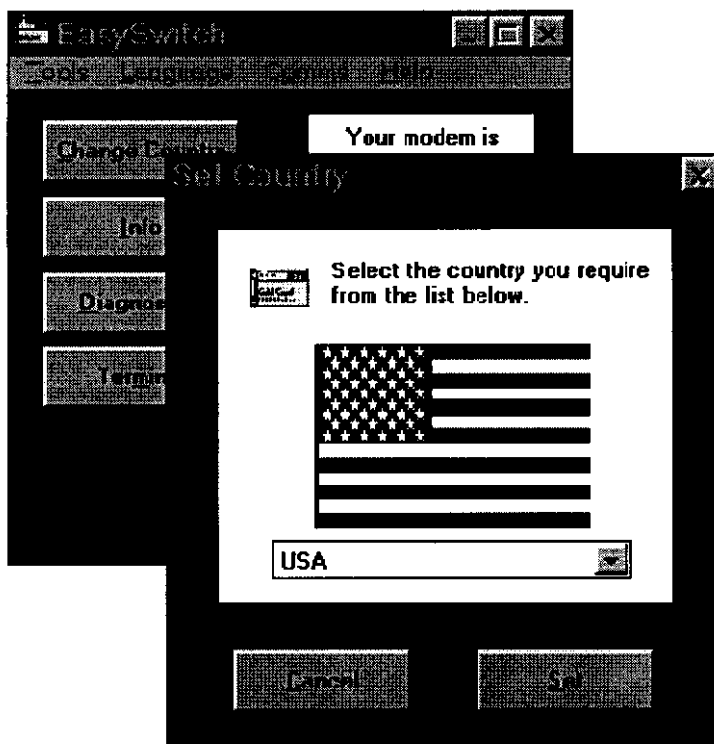 EasySwitch
Tools Language Options Help
Change Country
Your modem is
Info
Diagnos
Termin
Set Country
Select the country you require
from the list below.
USA
Cancel
Set